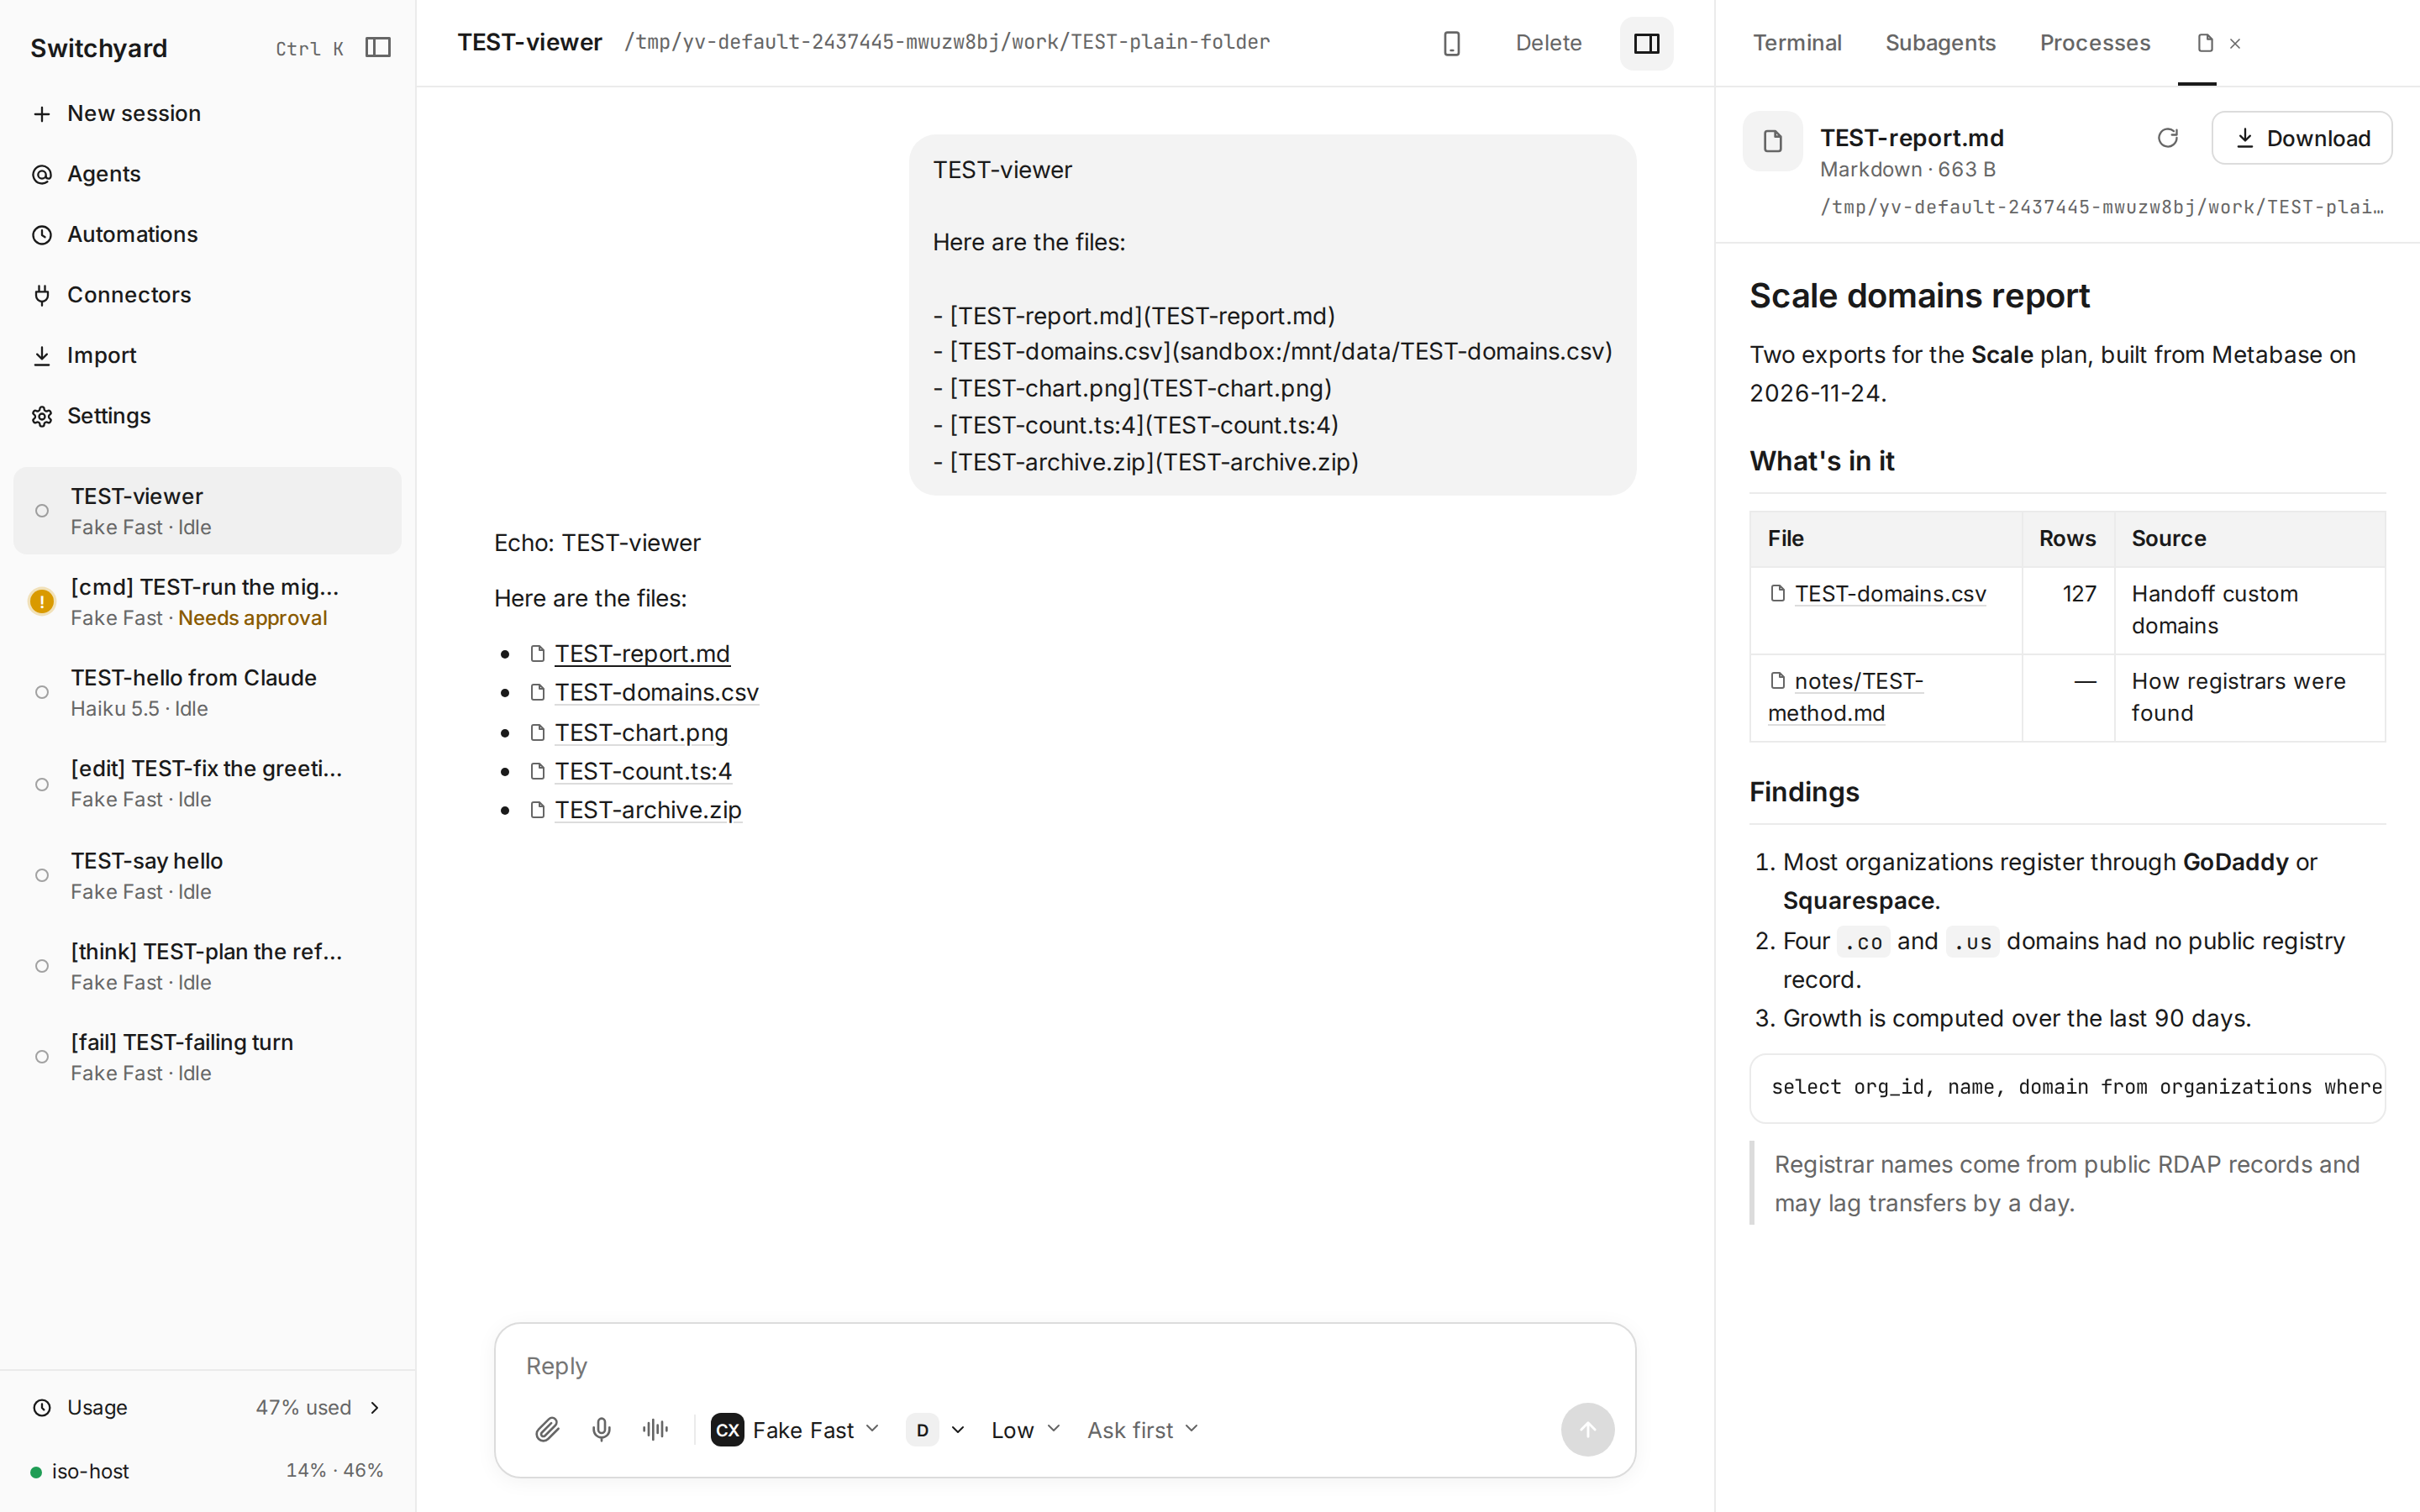 Switchyard
Ctrl K
New session
Agents
Automations
Connectors
Import
Settings
TEST-viewer
Fake Fast · Idle
[cmd] TEST-run the mig...
Fake Fast · Needs approval
TEST-hello from Claude
Haiku 5.5 · Idle
[edit] TEST-fix the greeti...
Fake Fast · Idle
TEST-say hello
Fake Fast · Idle
[think] TEST-plan the ref...
Fake Fast · Idle
[fail] TEST-failing turn
Fake Fast · Idle
Usage 47% used
iso-host 14% · 46%
TEST-viewer /tmp/yv-default-2437445-mwuzw8bj/work/TEST-plain-folder
Delete
TEST-viewer
Here are the files:
- [TEST-report.md](TEST-report.md)
- [TEST-domains.csv](sandbox:/mnt/data/TEST-domains.csv)
- [TEST-chart.png](TEST-chart.png)
- [TEST-count.ts:4](TEST-count.ts:4)
- [TEST-archive.zip](TEST-archive.zip)
Echo: TEST-viewer
Here are the files:
• TEST-report.md
• TEST-domains.csv
• TEST-chart.png
• TEST-count.ts:4
• TEST-archive.zip
Reply
CX Fake Fast D Low Ask first
Terminal Subagents Processes
TEST-report.md
Download
Markdown · 663 B
/tmp/yv-default-2437445-mwuzw8bj/work/TEST-plai…
Scale domains report
Two exports for the Scale plan, built from Metabase on
2026-11-24.
What's in it
File Rows Source
TEST-domains.csv 127 Handoff custom
domains
notes/TEST- — How registrars were
method.md found
Findings
1. Most organizations register through GoDaddy or
Squarespace.
2. Four .co and .us domains had no public registry
record.
3. Growth is computed over the last 90 days.
select org_id, name, domain from organizations where
Registrar names come from public RDAP records and
may lag transfers by a day.